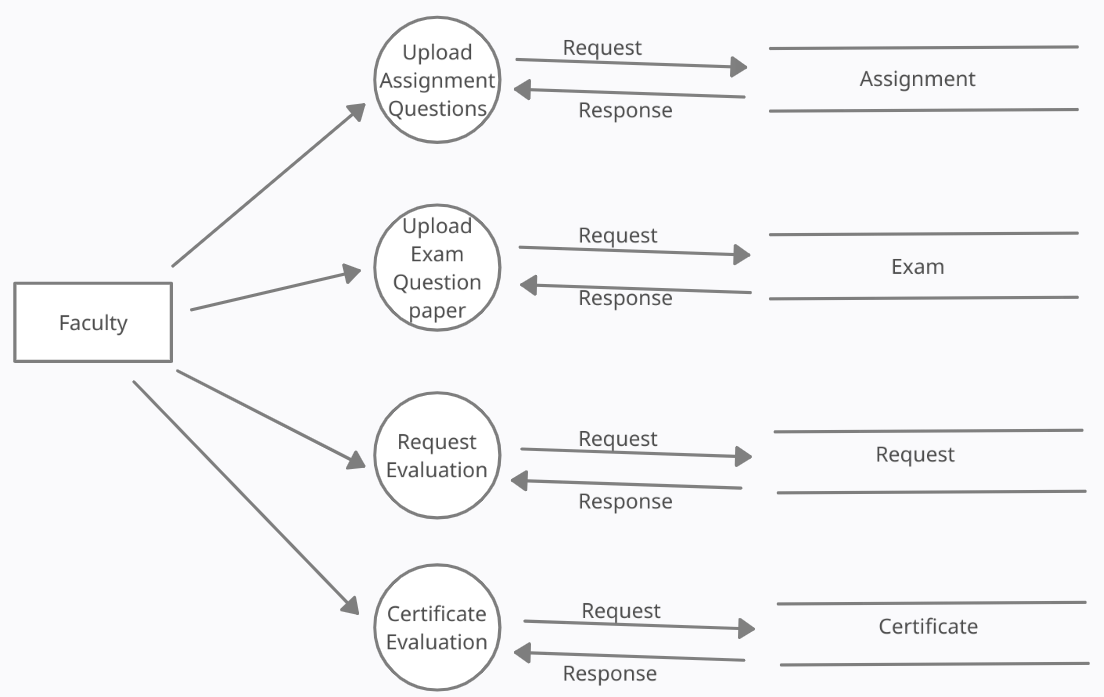 Upload
Assignment
Questions
Request
Response
Assignment
Upload
Exam
Question
paper
Request
Response
Exam
Faculty
Request
Evaluation
Request
Response
Request
Certificate
Evaluation
Request
Response
Certificate